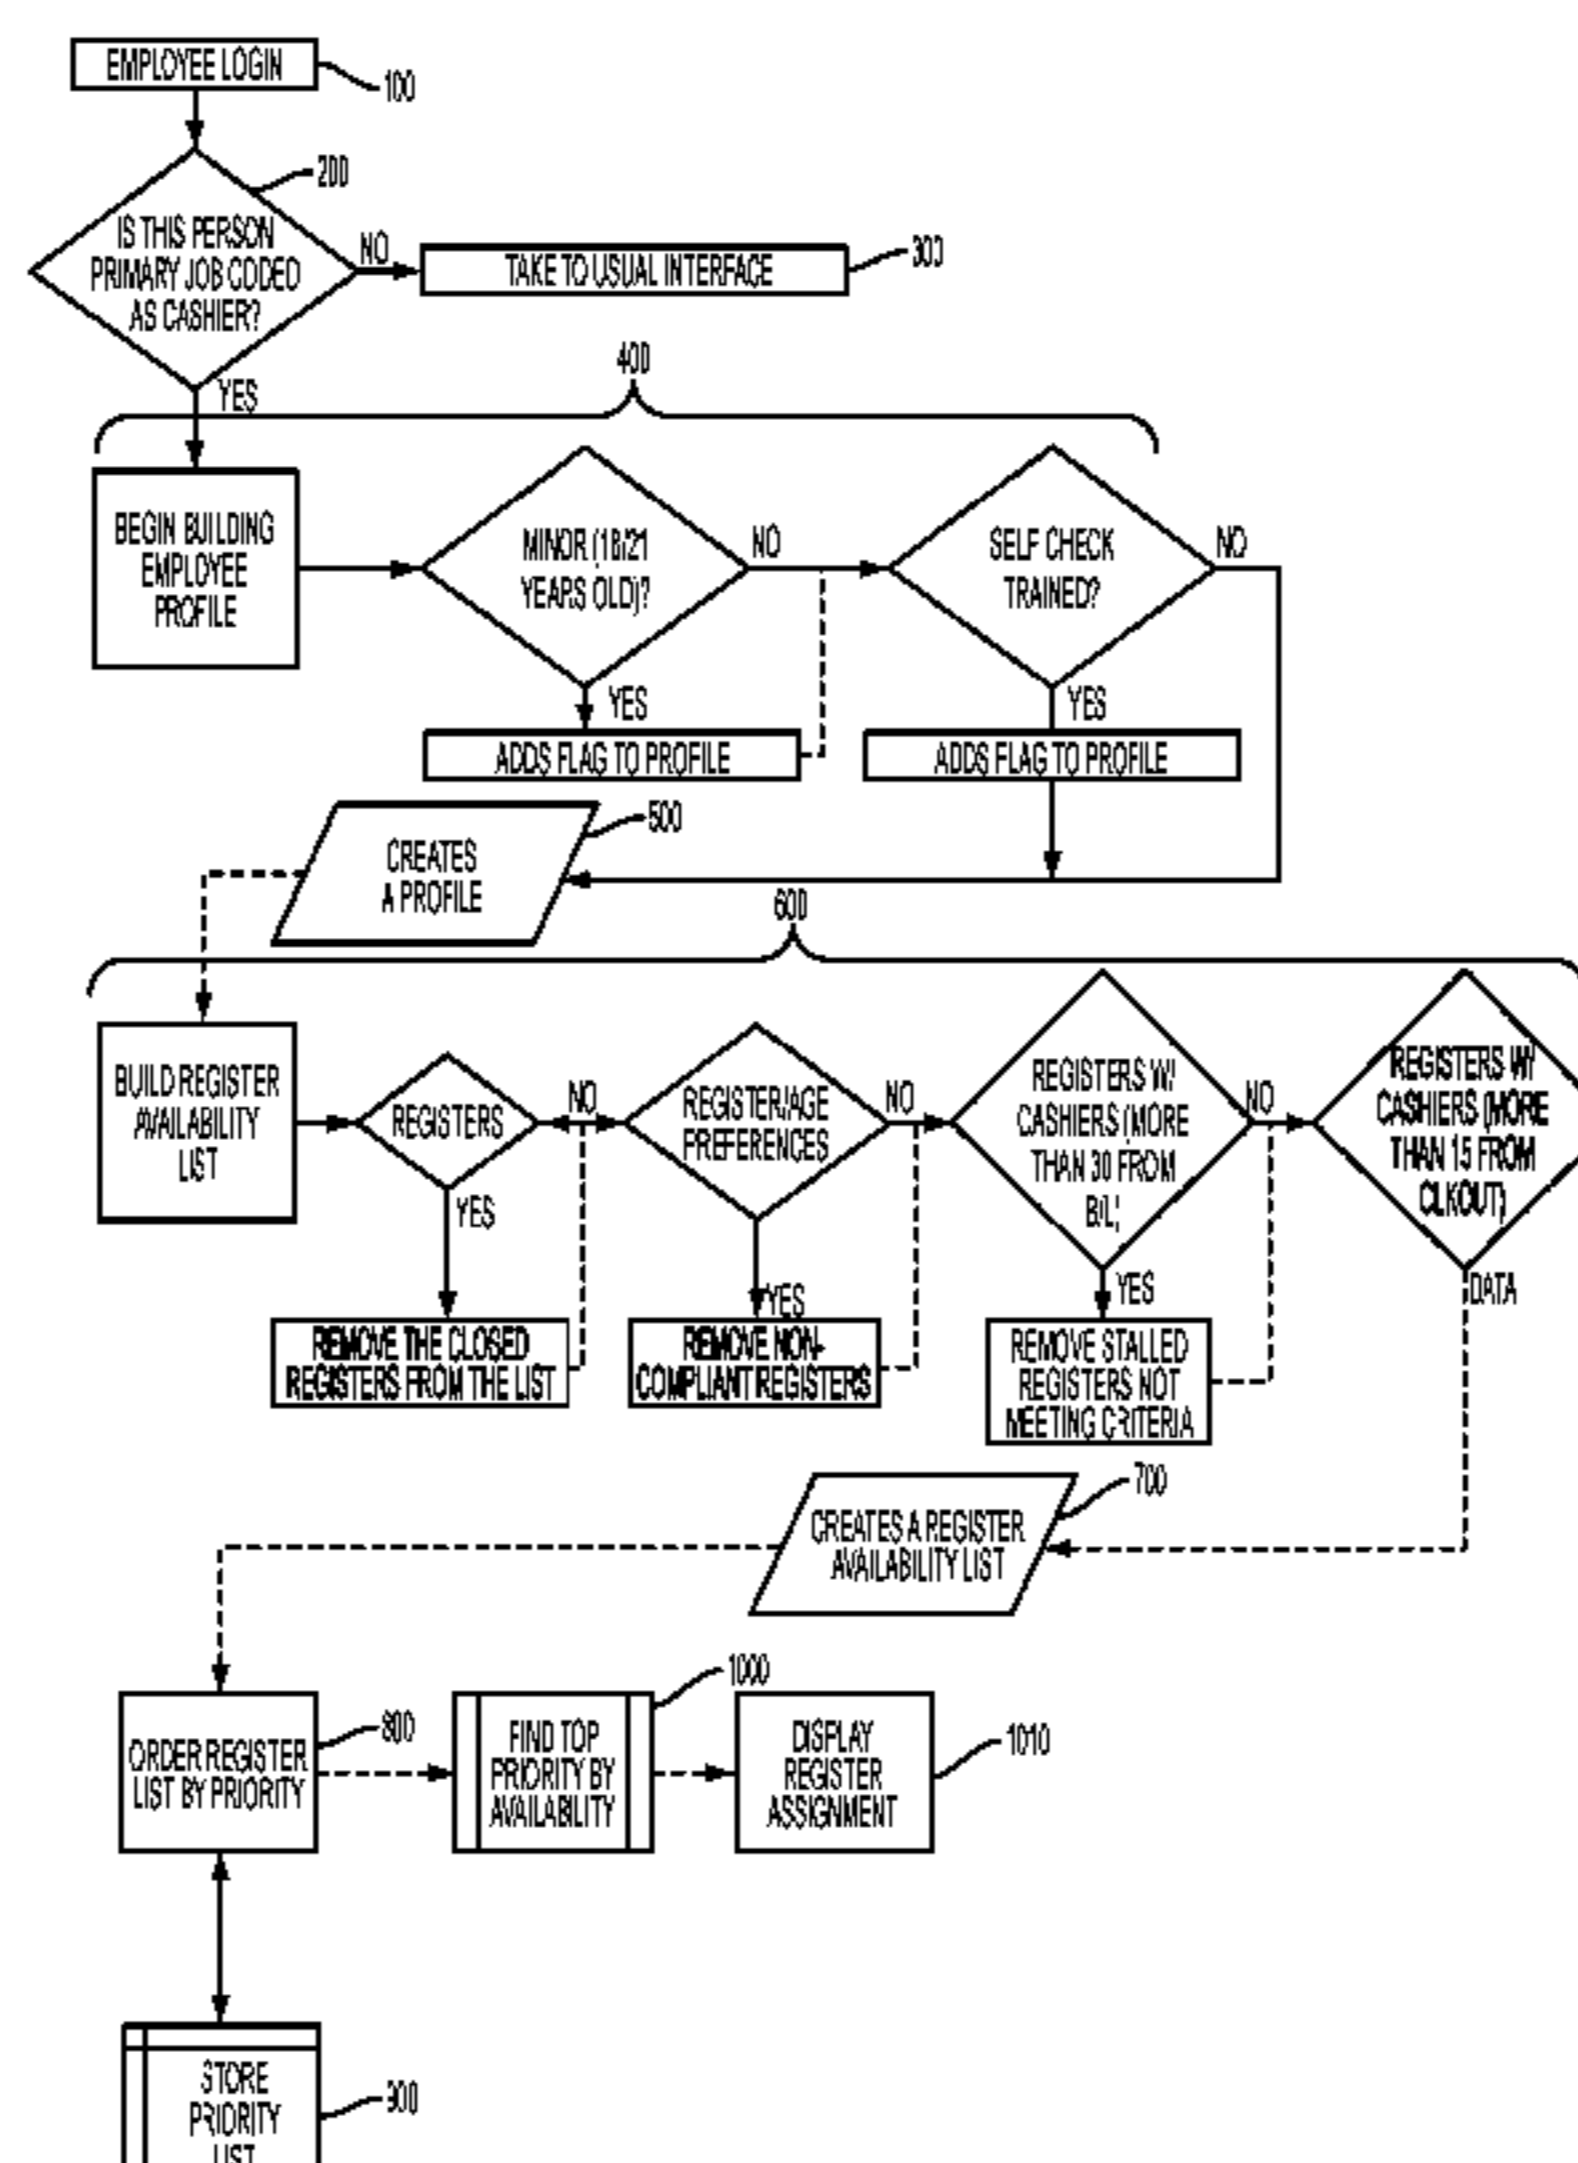 EMPLOYEE LOGIN
100
200
IS THIS PERSON
PRIMARY JOB CODED
AS CASHIER?
NO
TAKE TO USUAL INTERFACE
300
YES
400
BEGIN BUILDING
EMPLOYEE
PROFILE
MINOR (18/21
YEARS OLD)?
NO
SELF CHECK
TRAINED?
NO
YES
YES
ADDS FLAG TO PROFILE
ADDS FLAG TO PROFILE
CREATES
A PROFILE
500
600
BUILD REGISTER
AVAILABILITY
LIST
REGISTERS
NO
REGISTER/AGE
PREFERENCES
NO
REGISTERS W/
CASHIERS (MORE
THAN 30 FROM
B/L)
NO
REGISTERS W/
CASHIERS (MORE
THAN 15 FROM
CLKOUT)
YES
YES
YES
DATA
REMOVE THE CLOSED
REGISTERS FROM THE LIST
REMOVE NON-
COMPLIANT REGISTERS
REMOVE STALLED
REGISTERS NOT
MEETING CRITERIA
700
CREATES A REGISTER
AVAILABILITY LIST
ORDER REGISTER
LIST BY PRIORITY
800
FIND TOP
PRIORITY BY
AVAILABILITY
1000
DISPLAY
REGISTER
ASSIGNMENT
1010
STORE
PRIORITY
LIST
900